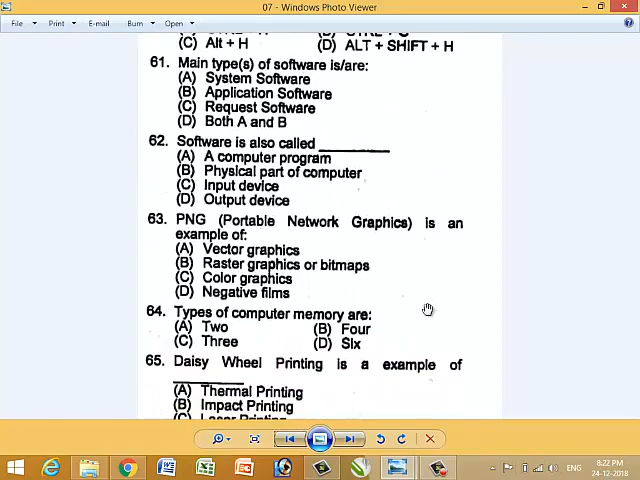 07 - Windows Photo Viewer
File Print E-mail Burn Open
(C) Alt + H (D) ALT + SHIFT + H
61. Main type(s) of software is/are:
(A) System Software
(B) Application Software
(C) Request Software
(D) Both A and B
62. Software is also called ________
(A) A computer program
(B) Physical part of computer
(C) Input device
(D) Output device
63. PNG (Portable Network Graphics) is an
example of:
(A) Vector graphics
(B) Raster graphics or bitmaps
(C) Color graphics
(D) Negative films
64. Types of computer memory are:
(A) Two (B) Four
(C) Three (D) Six
65. Daisy Wheel Printing is a example of
________
(A) Thermal Printing
(B) Impact Printing
(C) Laser Printing
ENG 8:22 PM
24-12-2018